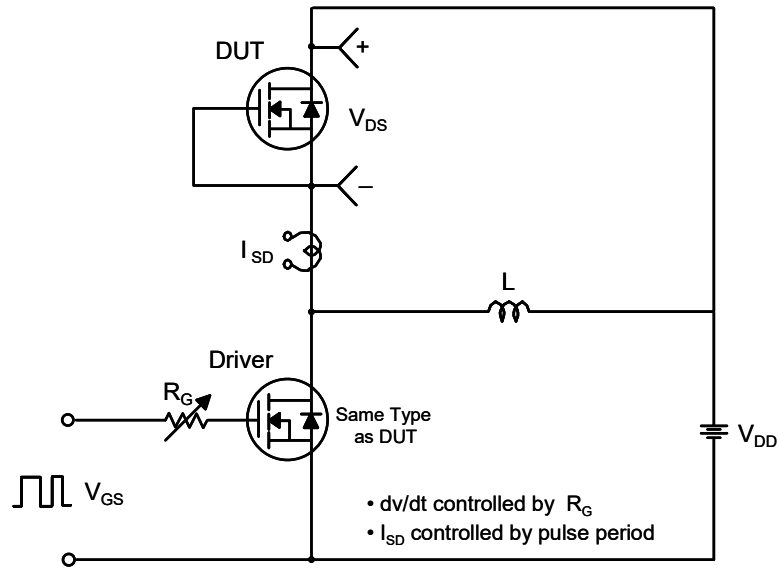 DUT
+
V_DS
–
I_SD
L
Driver
R_G
Same Type
as DUT
V_DD
V_GS
• dv/dt controlled by R_G
• I_SD controlled by pulse period